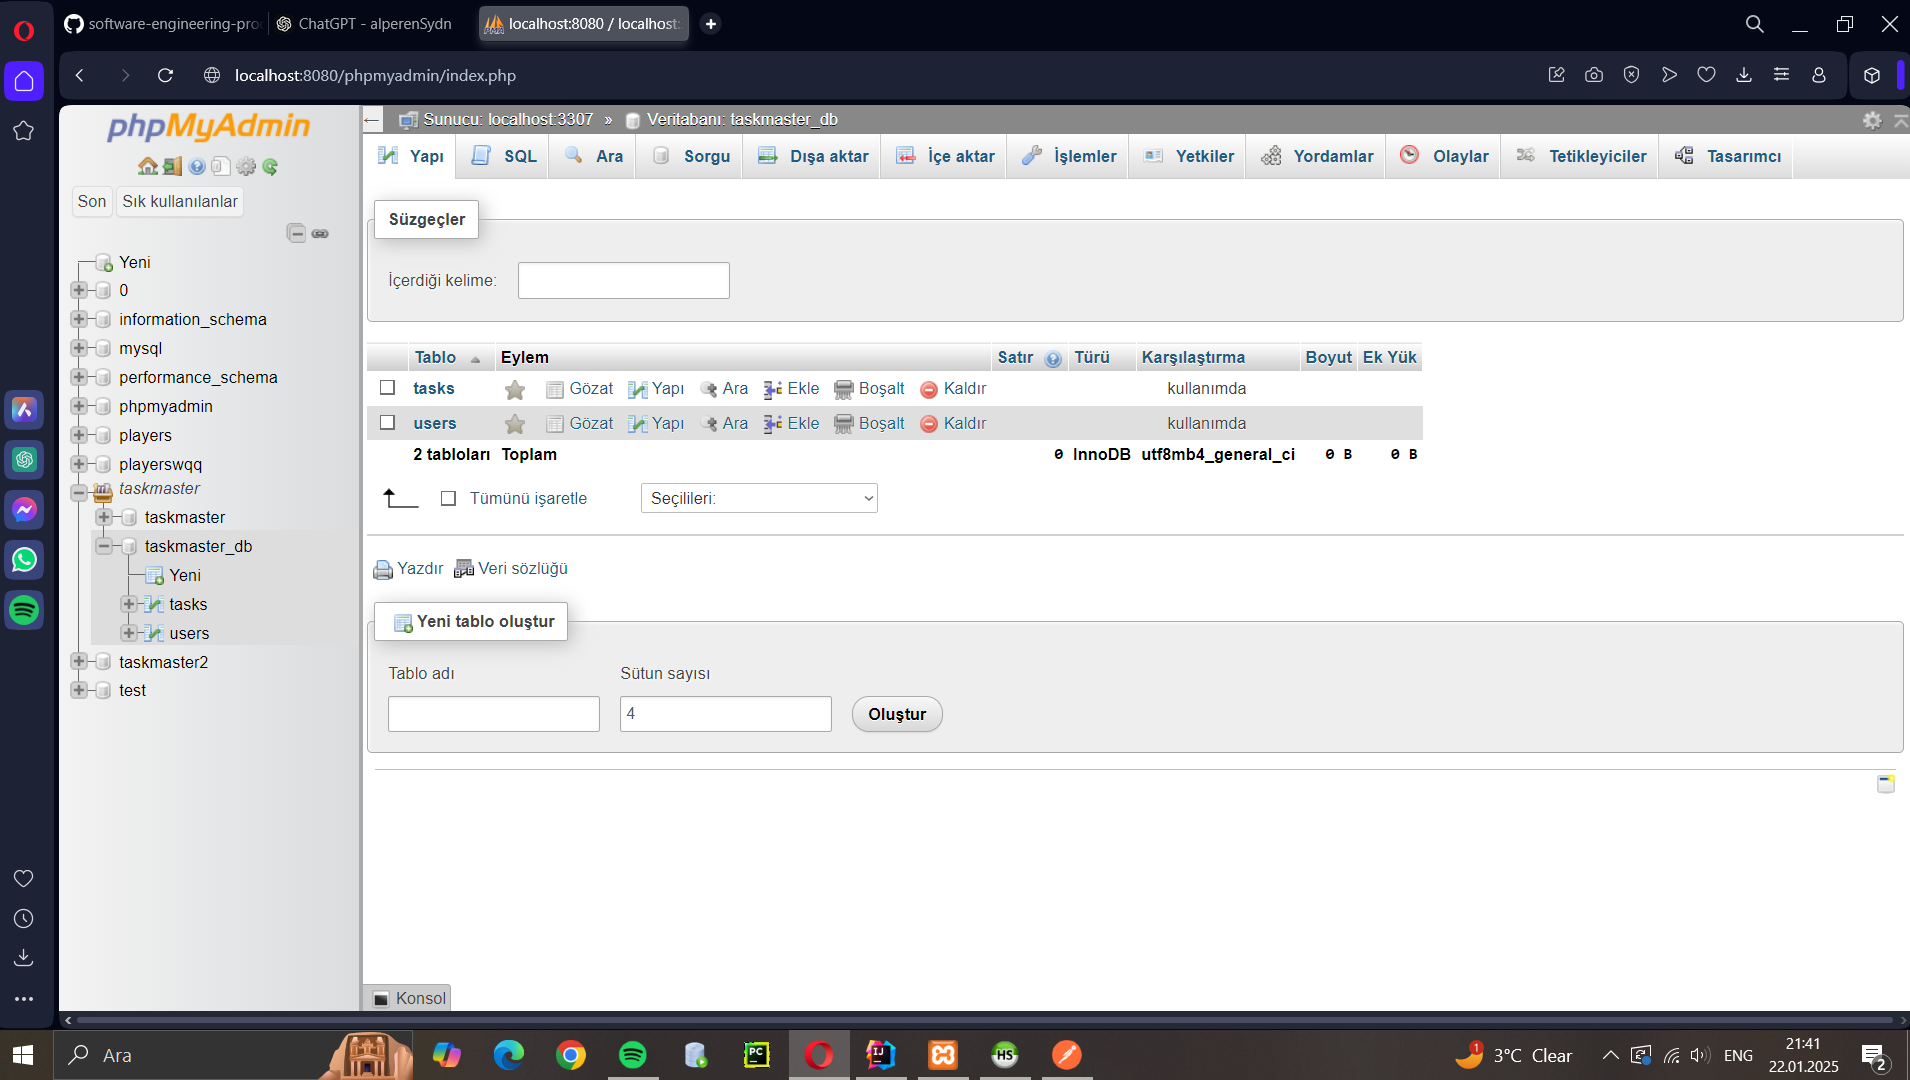 software-engineering-pro
ChatGPT - alperenSydn
localhost:8080 / localhost:
localhost:8080/phpmyadmin/index.php
phpMyAdmin
Son
Sık kullanılanlar
Yeni
0
information_schema
mysql
performance_schema
phpmyadmin
players
playerswqq
taskmaster
taskmaster
taskmaster_db
Yeni
tasks
users
taskmaster2
test
Sunucu: localhost:3307 » Veritabanı: taskmaster_db
Yapı SQL Ara Sorgu Dışa aktar İçe aktar İşlemler Yetkiler Yordamlar Olaylar Tetikleyiciler Tasarımcı
Süzgeçler
İçerdiği kelime:
Tablo Eylem Satır Türü Karşılaştırma Boyut Ek Yük
tasks Gözat Yapı Ara Ekle Boşalt Kaldır kullanımda
users Gözat Yapı Ara Ekle Boşalt Kaldır kullanımda
2 tabloları Toplam 0 InnoDB utf8mb4_general_ci 0 B 0 B
Tümünü işaretle Seçilileri:
Yazdır Veri sözlüğü
Yeni tablo oluştur
Tablo adı Sütun sayısı
4 Oluştur
Konsol
Ara
PC
IJ
HS
1
3°C Clear
ENG
21:41
22.01.2025
2